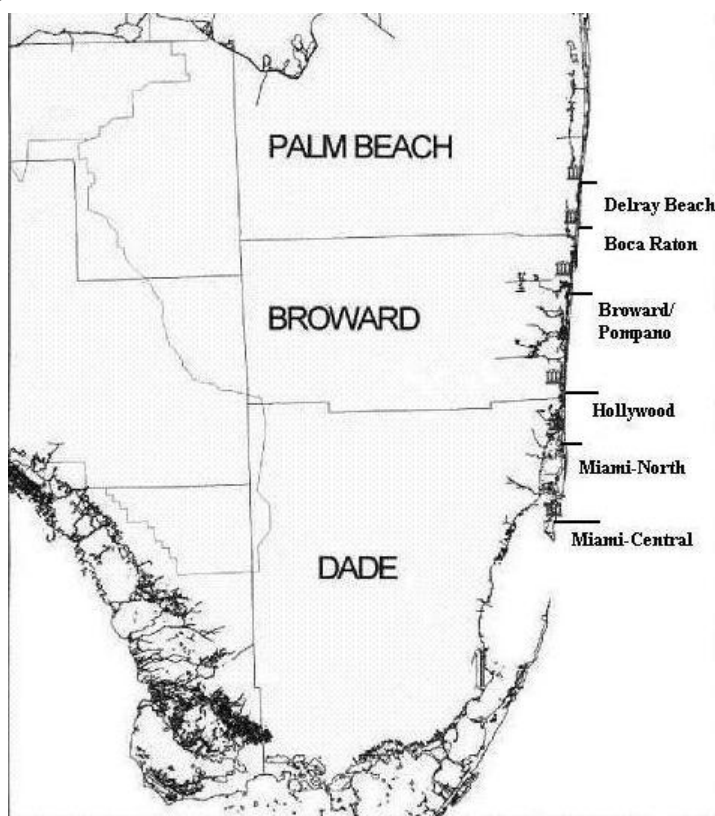 PALM BEACH
Delray Beach
Boca Raton
Broward/
Pompano
BROWARD
Hollywood
Miami-North
Miami-Central
DADE